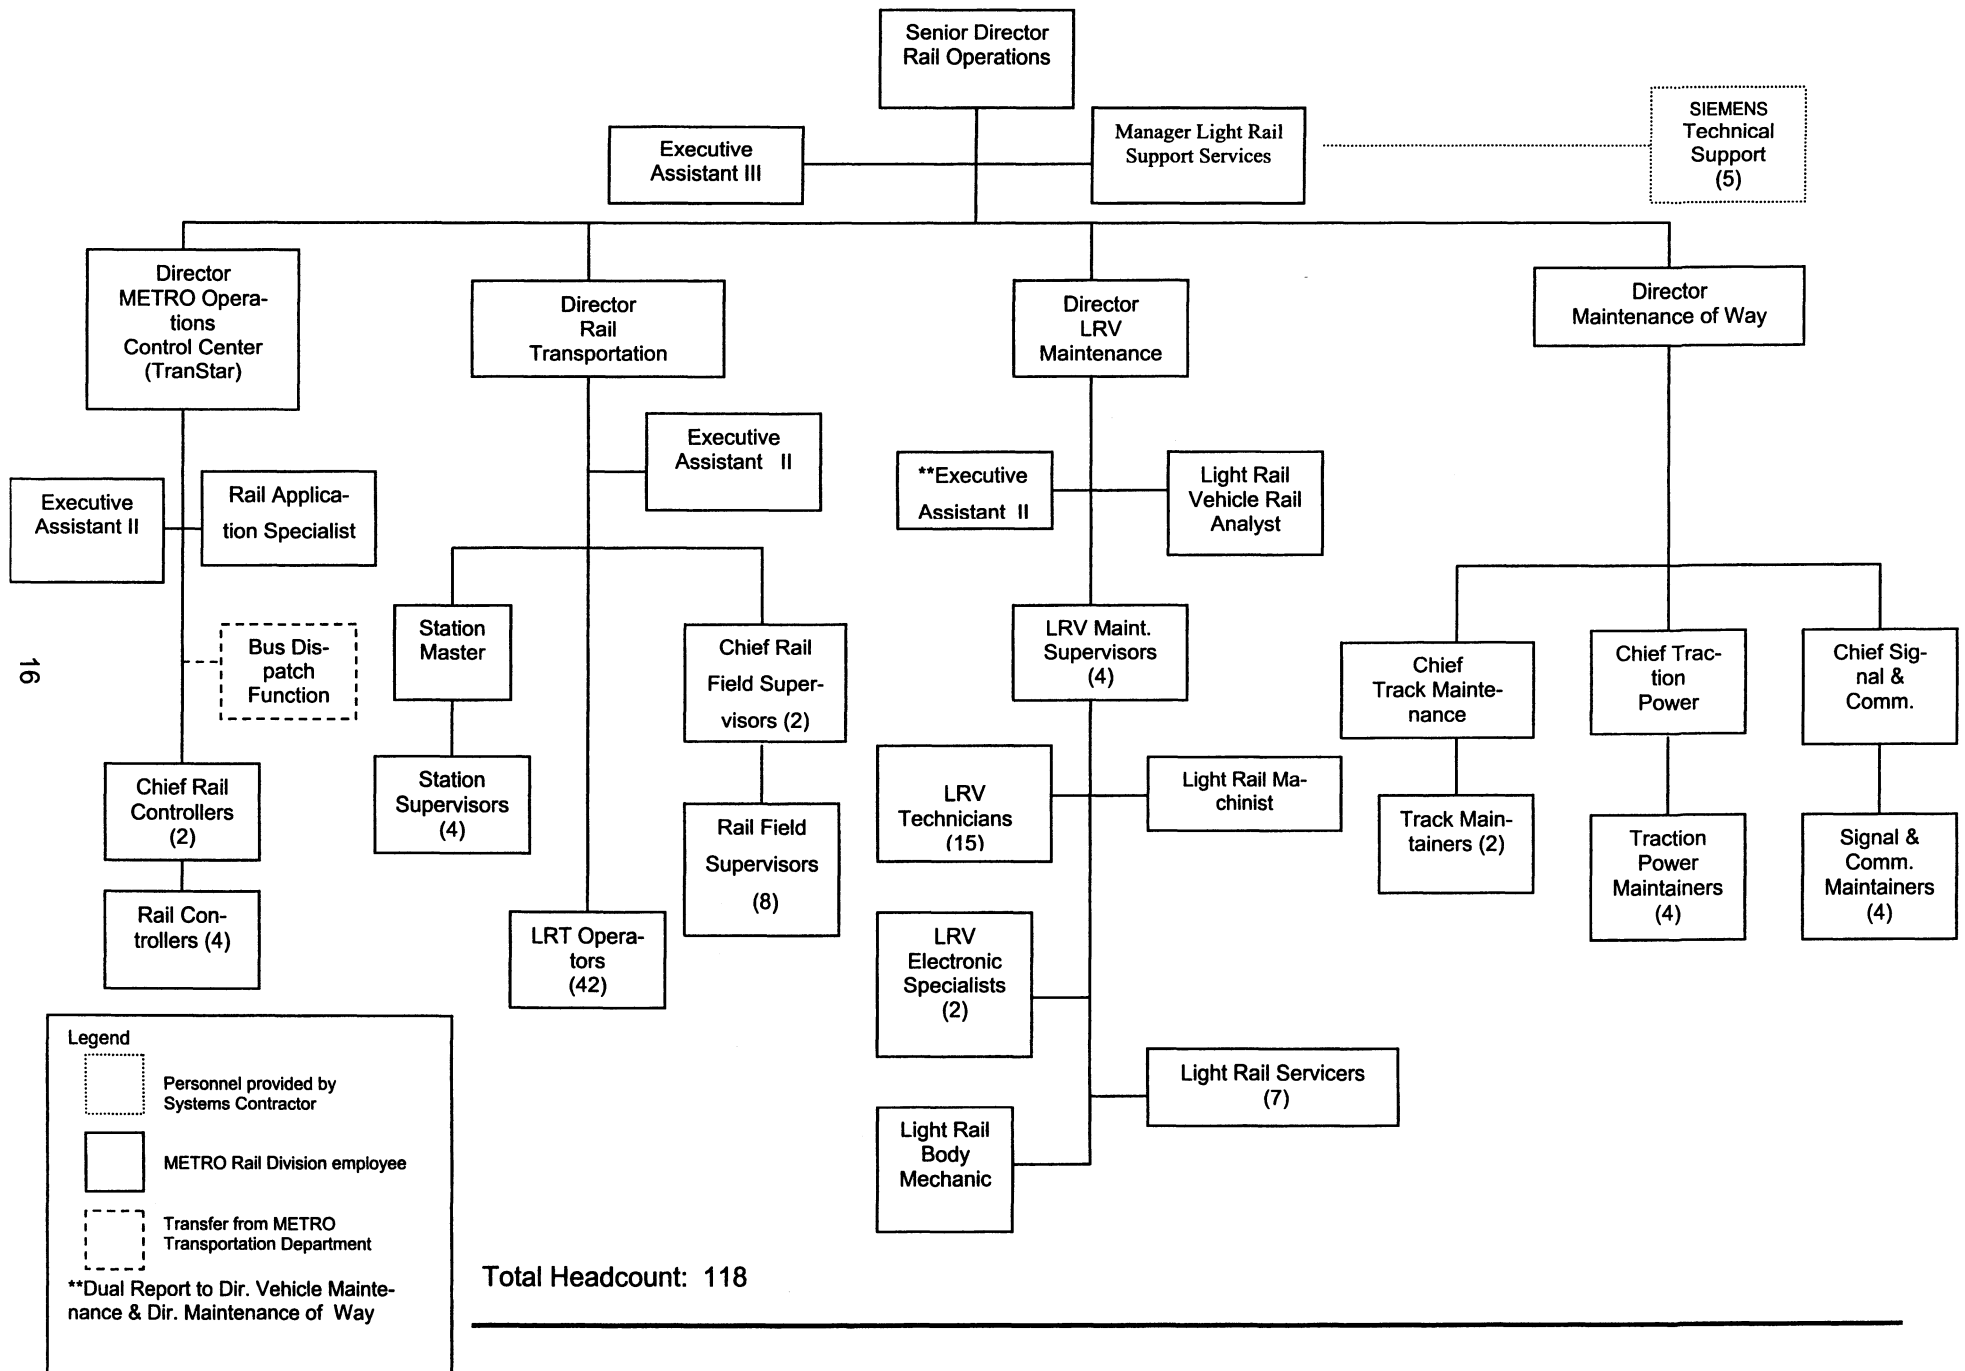 Senior Director
Rail Operations
Executive
Assistant III
Manager Light Rail
Support Services
SIEMENS
Technical
Support
(5)
Director
METRO Opera-
tions
Control Center
(TranStar)
Director
Rail
Transportation
Director
LRV
Maintenance
Director
Maintenance of Way
Executive
Assistant II
Rail Applica-
tion Specialist
Executive
Assistant II
**Executive
Assistant II
Light Rail
Vehicle Rail
Analyst
Bus Dis-
patch
Function
Station
Master
Chief Rail
Field Super-
visors (2)
LRV Maint.
Supervisors
(4)
Chief
Track Mainte-
nance
Chief Trac-
tion
Power
Chief Sig-
nal &
Comm.
Chief Rail
Controllers
(2)
Station
Supervisors
(4)
Rail Field
Supervisors
(8)
LRV
Technicians
(15)
Light Rail Ma-
chinist
Track Main-
tainers (2)
Traction
Power
Maintainers
(4)
Signal &
Comm.
Maintainers
(4)
Rail Con-
trollers (4)
LRT Opera-
tors
(42)
LRV
Electronic
Specialists
(2)
Light Rail Servicers
(7)
Light Rail
Body
Mechanic
Legend
Personnel provided by
Systems Contractor
METRO Rail Division employee
Transfer from METRO
Transportation Department
**Dual Report to Dir. Vehicle Mainte-
nance & Dir. Maintenance of Way
Total Headcount: 118
16